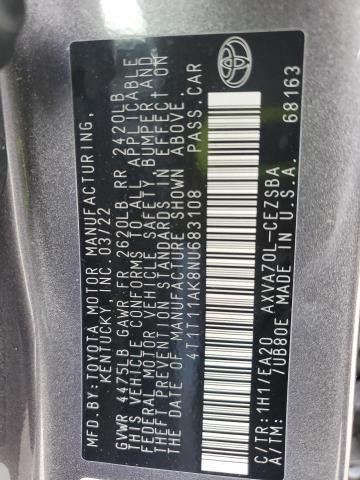 MFD.BY:TOYOTA MOTOR MANUFACTURING,
KENTUCKY, INC. 03/22
GVWR 4475LB GAWR FR 2620LB RR 2420LB
THIS VEHICLE CONFORMS TO ALL APPLICABLE
FEDERAL MOTOR VEHICLE SAFETY, BUMPER AND
THEFT PREVENTION STANDARDS IN EFFECT ON
THE DATE OF MANUFACTURE SHOWN ABOVE.
4T1T11AK8NU683108 PASS.CAR
C/TR: 1H1/EA20 AXVA70L-CEZSBA
A/TM: /UB80E MADE IN U.S.A.
68163
TOYOTA